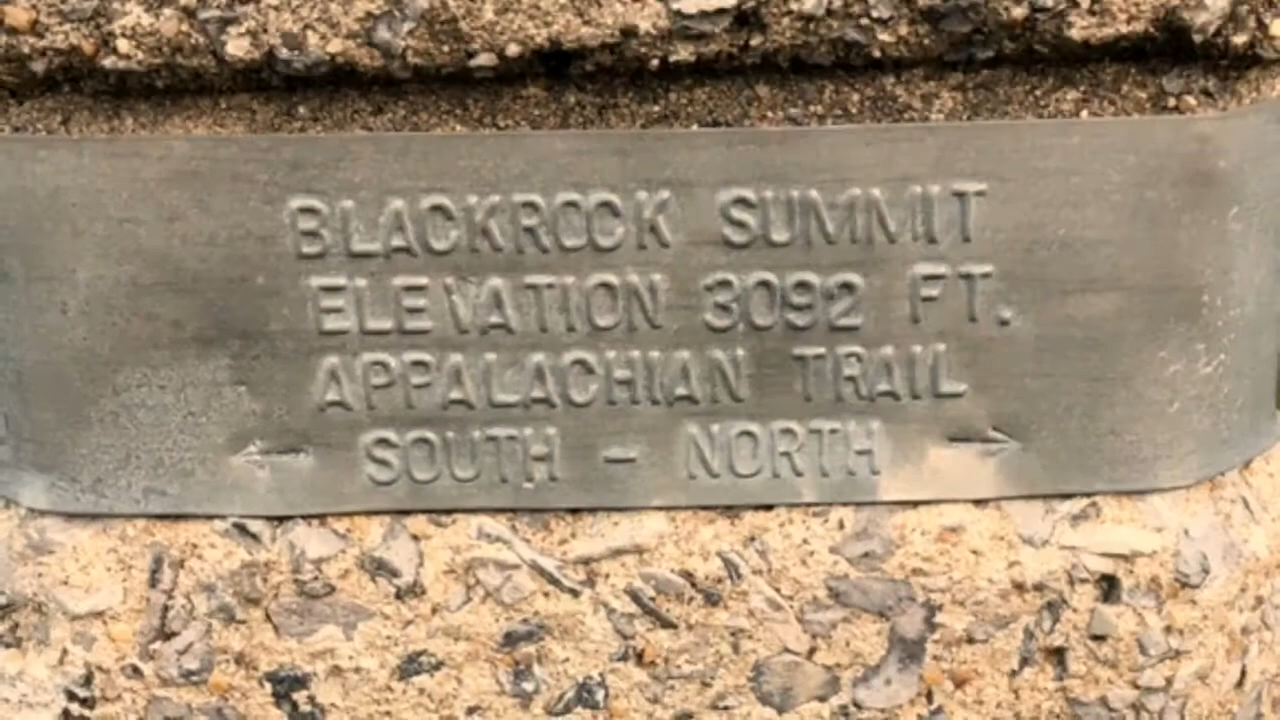 BLACKROCK SUMMIT
ELEVATION 3092 FT.
APPALACHIAN TRAIL
← SOUTH - NORTH →